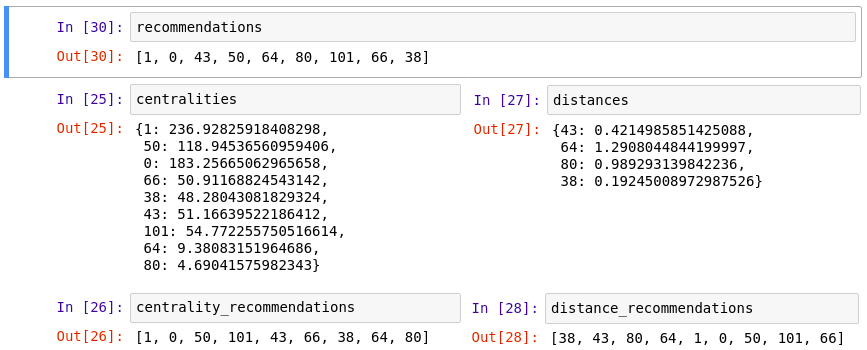 In [30]: recommendations
Out[30]: [1, 0, 43, 50, 64, 80, 101, 66, 38]
In [25]: centralities
Out[25]: {1: 236.92825918408298,
50: 118.94536560959406,
0: 183.25665062965658,
66: 50.91168824543142,
38: 48.28043081829324,
43: 51.16639522186412,
101: 54.772255750516614,
64: 9.38083151964686,
80: 4.69041575982343}
In [27]: distances
Out[27]: {43: 0.4214985851425088,
64: 1.2908044844199997,
80: 0.989293139842236,
38: 0.19245008972987526}
In [26]: centrality_recommendations
Out[26]: [1, 0, 50, 101, 43, 66, 38, 64, 80]
In [28]: distance_recommendations
Out[28]: [38, 43, 80, 64, 1, 0, 50, 101, 66]